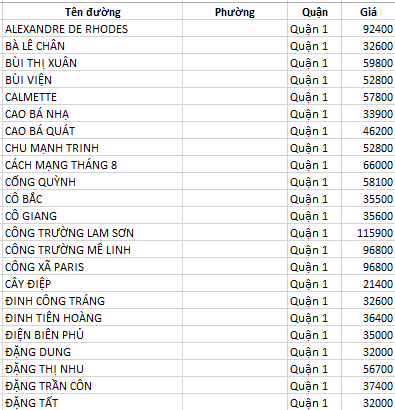 Tên đường Phường Quận Giá
ALEXANDRE DE RHODES Quận 1 92400
BÀ LÊ CHÂN Quận 1 32600
BÙI THỊ XUÂN Quận 1 59800
BÙI VIỆN Quận 1 52800
CALMETTE Quận 1 57800
CAO BÁ NHẠ Quận 1 33900
CAO BÁ QUÁT Quận 1 46200
CHU MẠNH TRINH Quận 1 52800
CÁCH MẠNG THÁNG 8 Quận 1 66000
CỐNG QUỲNH Quận 1 58100
CÔ BẮC Quận 1 35500
CÔ GIANG Quận 1 35600
CÔNG TRƯỜNG LAM SƠN Quận 1 115900
CÔNG TRƯỜNG MÊ LINH Quận 1 96800
CÔNG XÃ PARIS Quận 1 96800
CÂY ĐIỆP Quận 1 21400
ĐINH CÔNG TRÁNG Quận 1 32600
ĐINH TIÊN HOÀNG Quận 1 36400
ĐIỆN BIÊN PHỦ Quận 1 35000
ĐẶNG DUNG Quận 1 32000
ĐẶNG THỊ NHU Quận 1 56700
ĐẶNG TRẦN CÔN Quận 1 37400
ĐẶNG TẤT Quận 1 32000